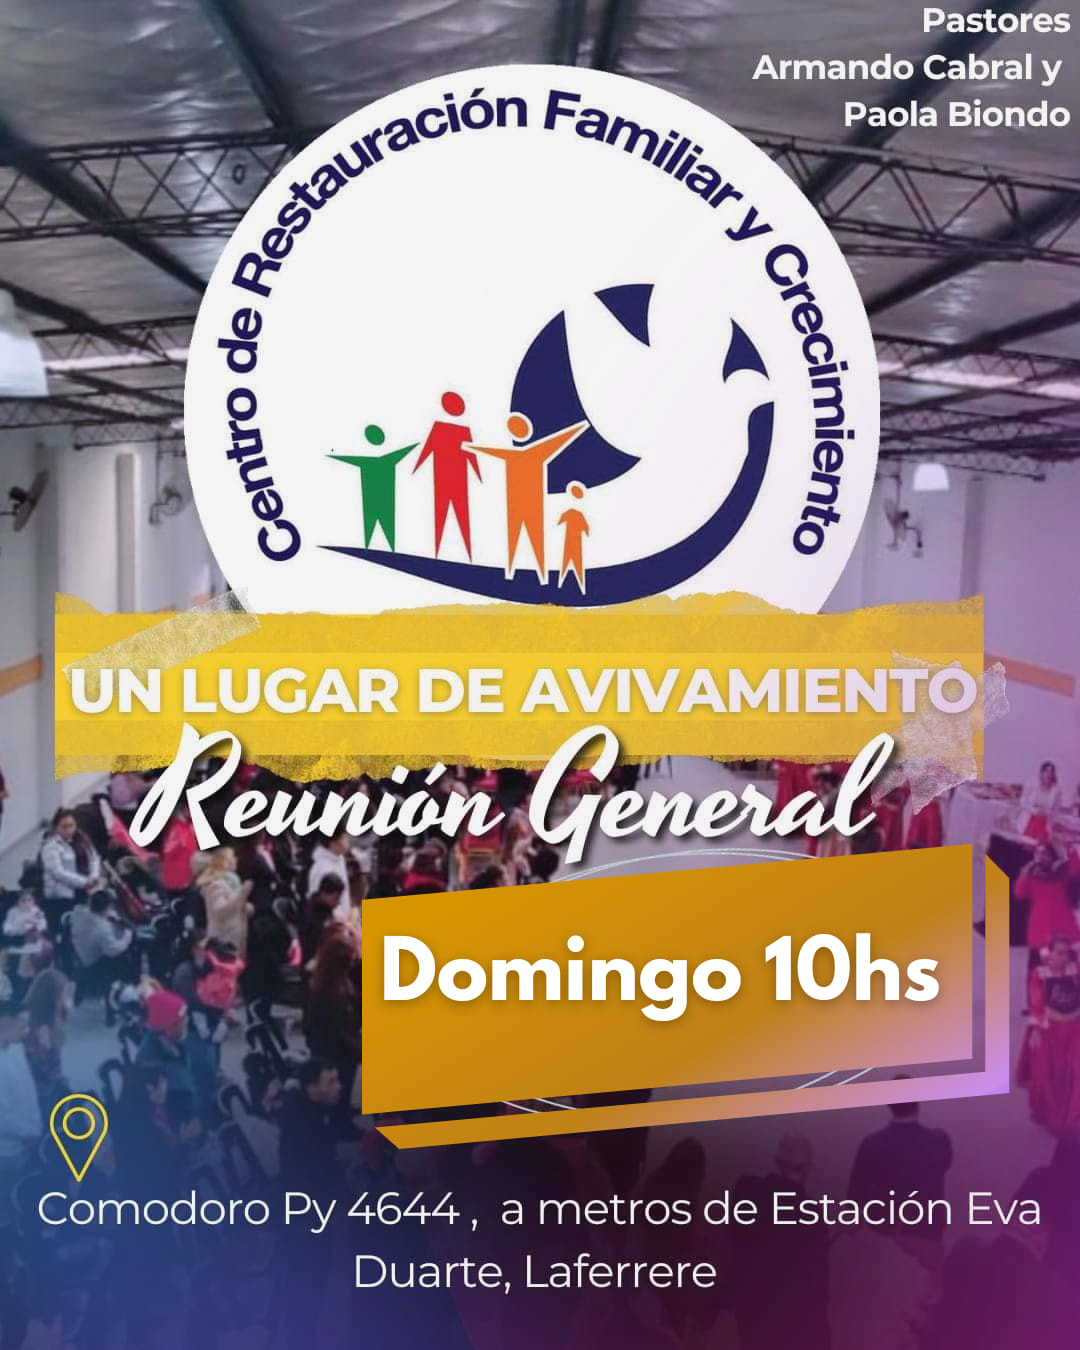 Pastores
Armando Cabral y
Paola Biondo
Centro de Restauración Familiar y Crecimiento
UN LUGAR DE AVIVAMIENTO
Reunión General
Domingo 10hs
Comodoro Py 4644 , a metros de Estación Eva
Duarte, Laferrere